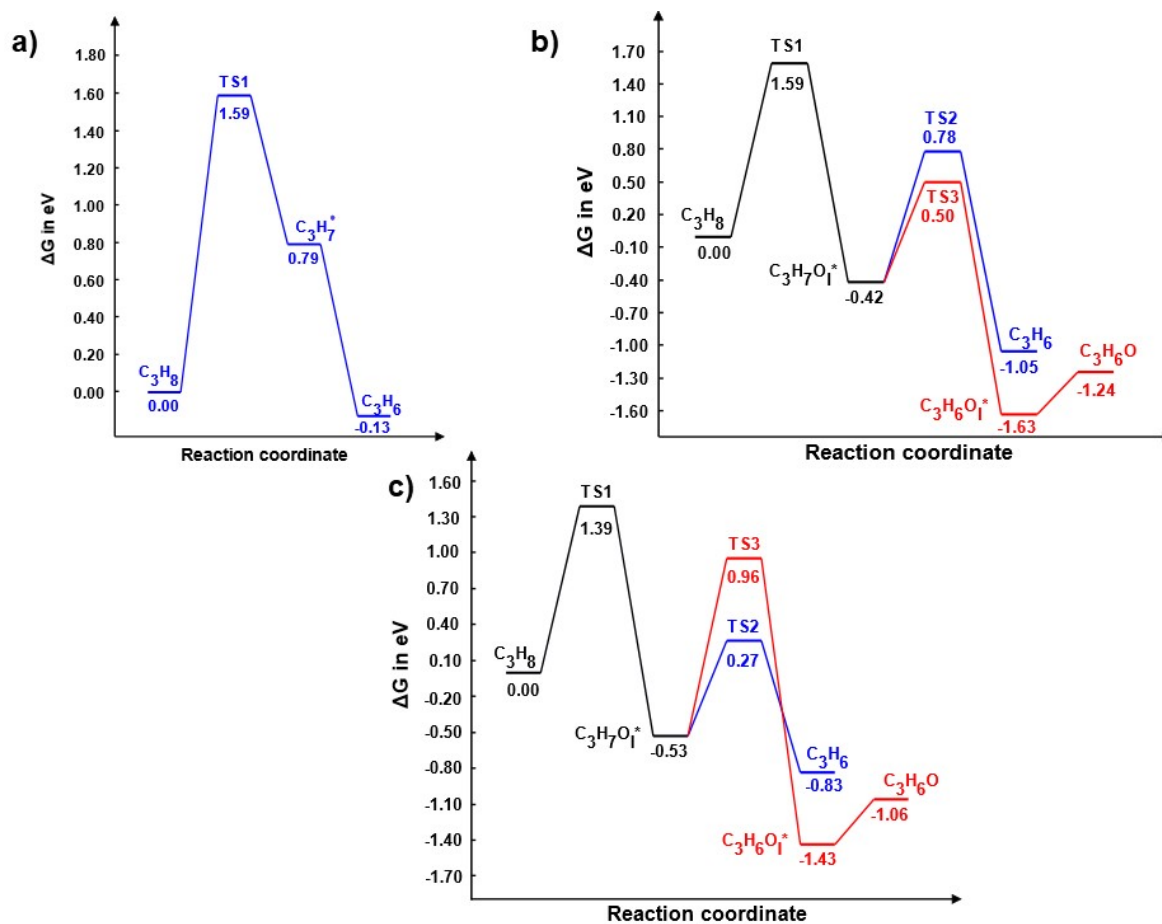 a)
ΔG in eV
1.80
1.60
1.40
1.20
1.00
0.80
0.60
0.40
0.20
0.00
C3H8
0.00
TS1
1.59
C3H7*
0.79
C3H6
-0.13
Reaction coordinate
b)
ΔG in eV
1.70
1.40
1.10
0.80
0.50
0.20
-0.10
-0.40
-0.70
-1.00
-1.30
-1.60
C3H8
0.00
TS1
1.59
C3H7OI*
-0.42
TS2
0.78
TS3
0.50
C3H6
-1.05
C3H6OI*
-1.63
C3H6O
-1.24
Reaction coordinate
c)
ΔG in eV
1.60
1.30
1.00
0.70
0.40
0.10
-0.20
-0.50
-0.80
-1.10
-1.40
-1.70
C3H8
0.00
TS1
1.39
C3H7OI*
-0.53
TS3
0.96
TS2
0.27
C3H6
-0.83
C3H6OI*
-1.43
C3H6O
-1.06
Reaction coordinate